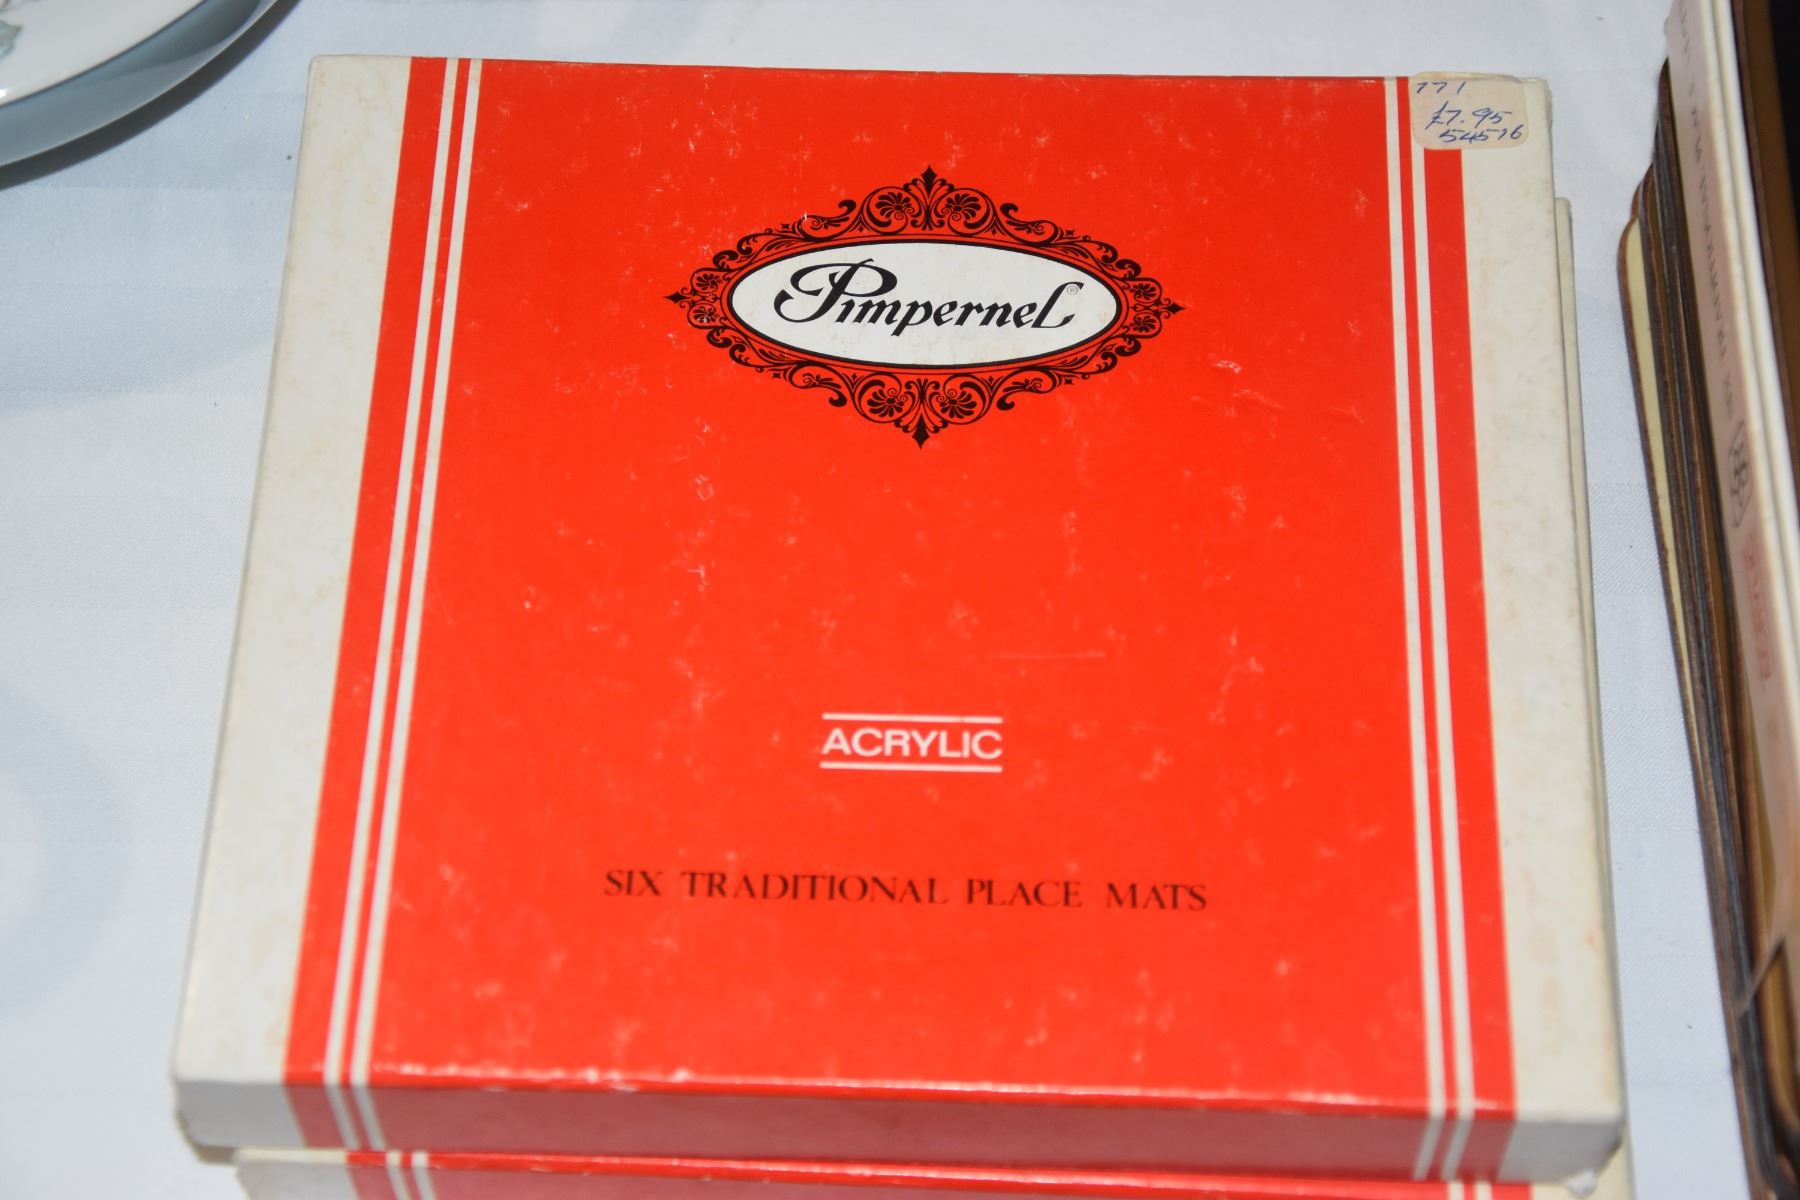 771
£7.95
54576
Pimpernel®
ACRYLIC
SIX TRADITIONAL PLACE MATS